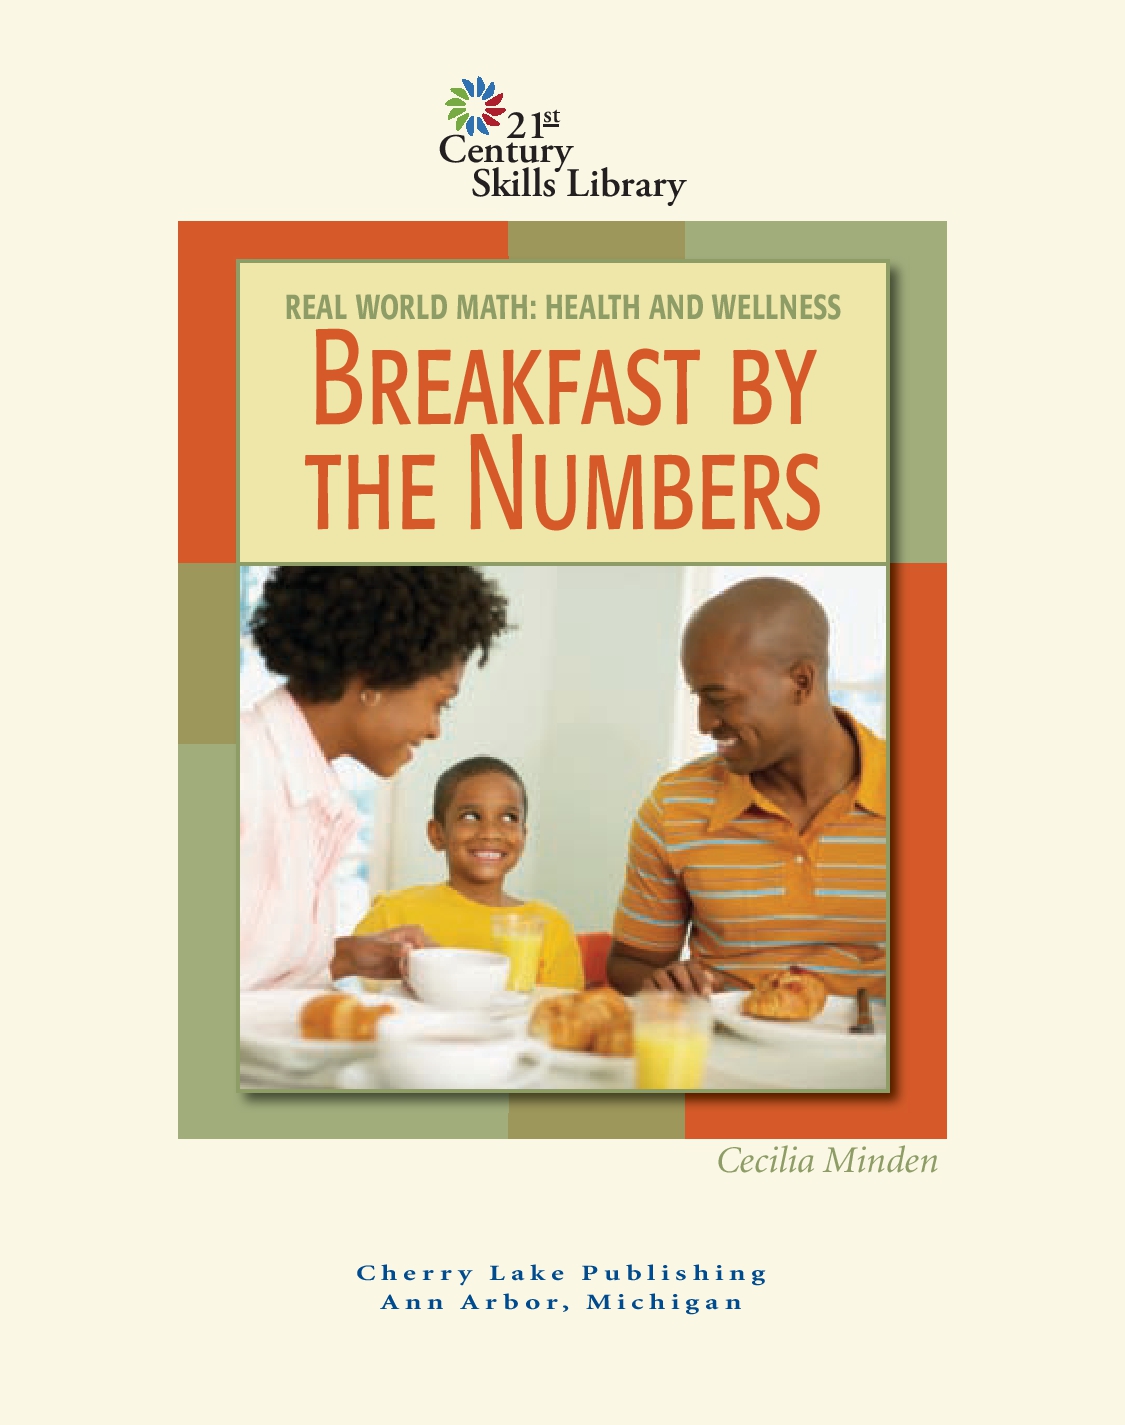 21st
Century
Skills Library
REAL WORLD MATH: HEALTH AND WELLNESS
BREAKFAST BY
THE NUMBERS
Cecilia Minden
Cherry Lake Publishing
Ann Arbor, Michigan